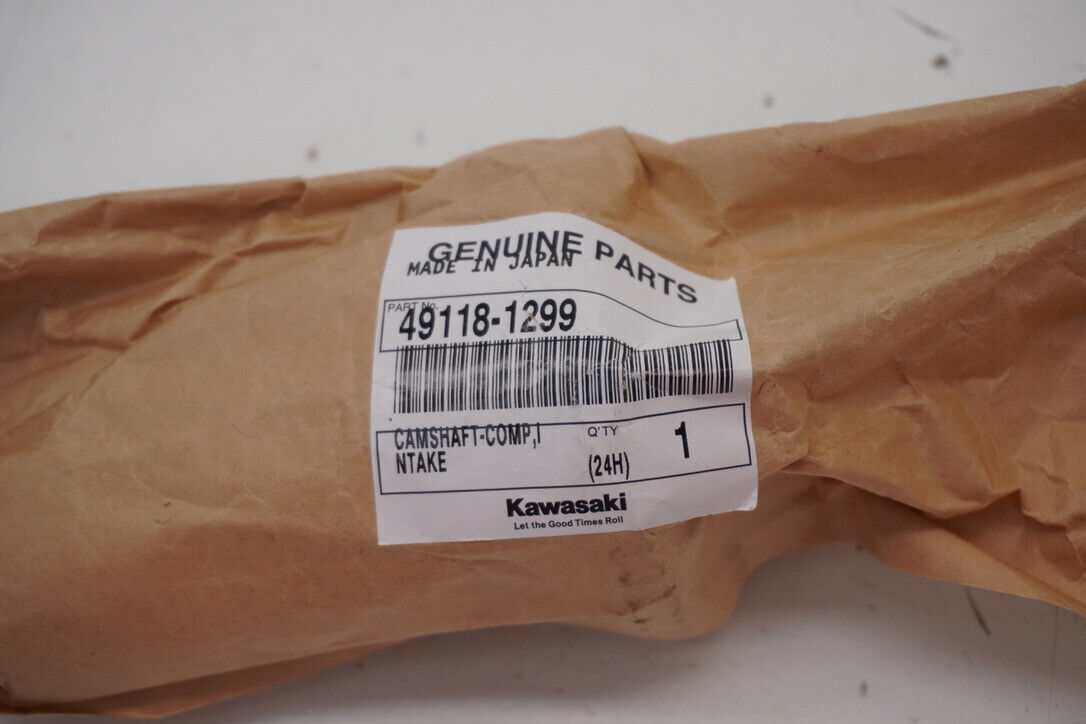 GENUINE PARTS
MADE IN JAPAN
PART No.
49118-1299
CAMSHAFT-COMP,I
NTAKE
Q'TY
(24H)
1
Kawasaki
Let the Good Times Roll